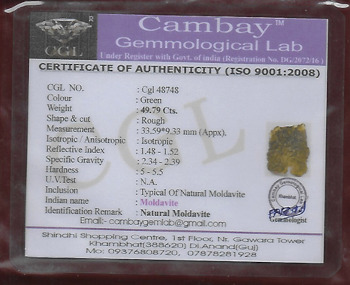 Cambay™
Gemmological Lab
R
CGL
Under Register with Govt. of india (Registration No. DG/2072/16 )
CERTIFICATE OF AUTHENTICITY (ISO 9001:2008)
CGL NO. : Cgl 48748
Colour : Green
Weight : 49.79 Cts.
Shape & cut : Rough
Measurement : 33.59*9.33 mm (Appx).
Isotropic / Anisotropic : Isotropic
Reflective Index : 1.48 - 1.52
Specific Gravity : 2.34 - 2.39
Hardness : 5 - 5.5
U.V.Test : N.A.
Inclusion : Typical Of Natural Moldavite
Indian name : Moldavite
Identification Remark : Natural Moldavite
Email:- cambaygemlab@gmail.com
Gemmologist
Shindhi Shopping Centre, 1st Floor, Nr. Gawara Tower
Khambhat(388620) Di.Anand(Guj)
Mo: 09376808720, 07878281928